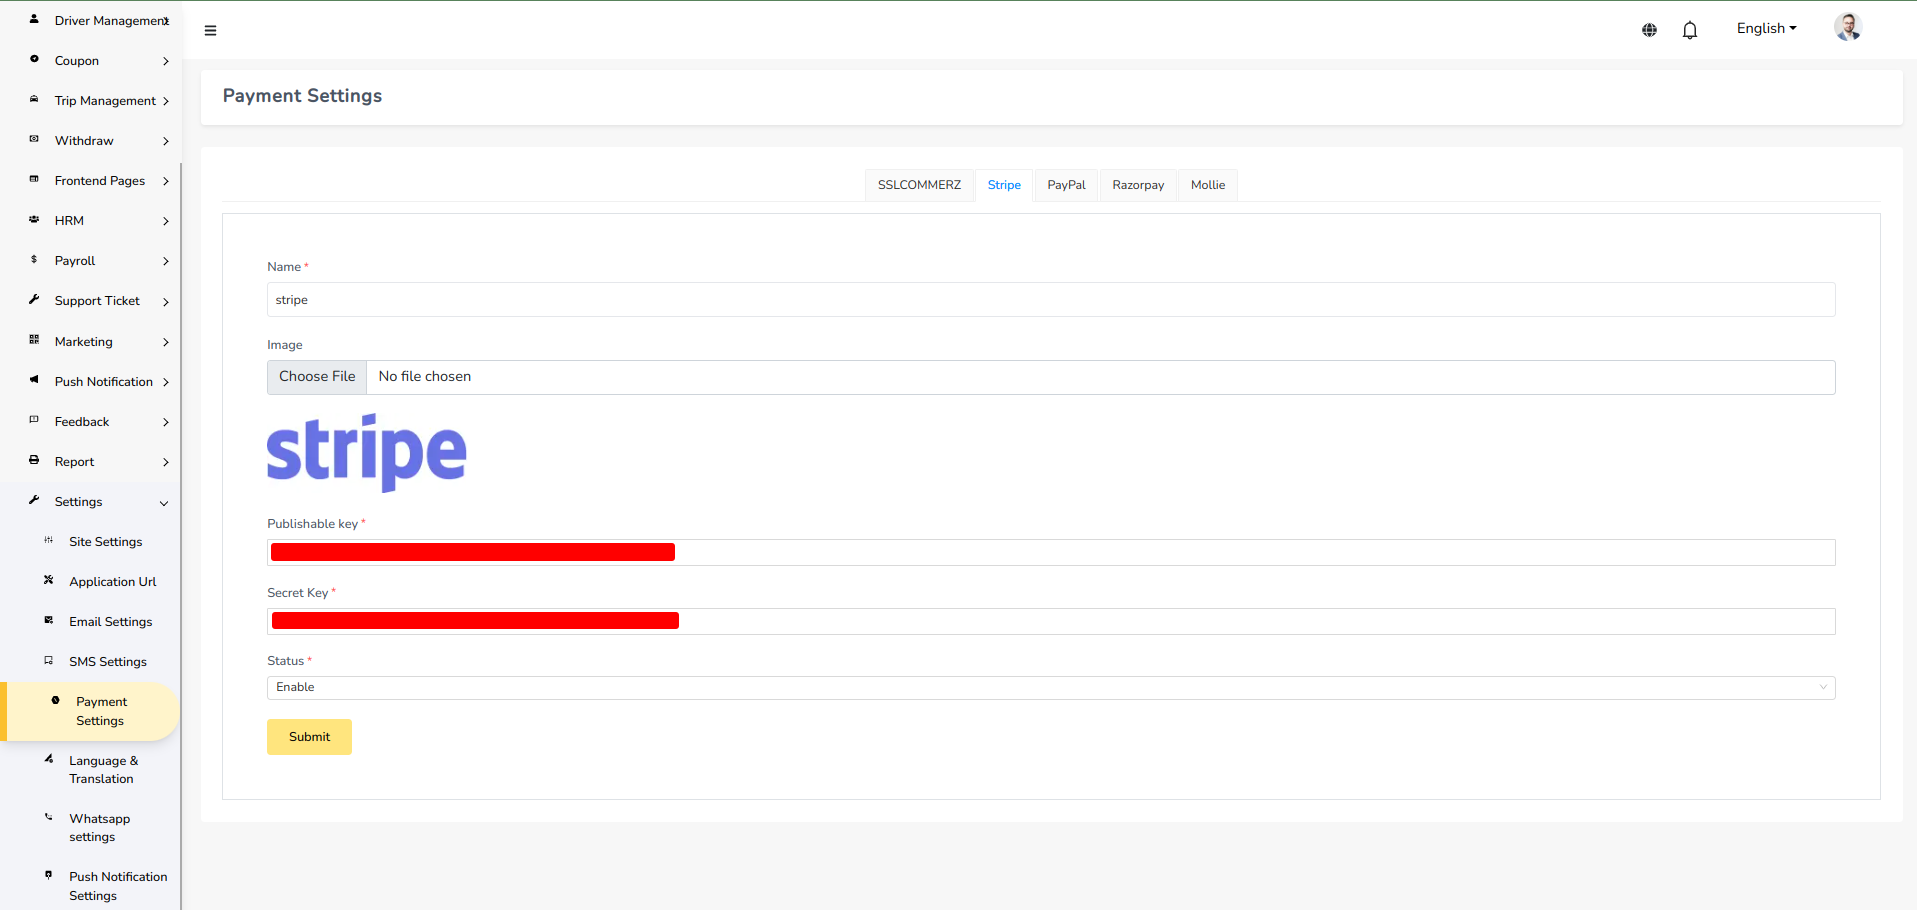 Driver Management
Coupon
Trip Management
Withdraw
Frontend Pages
HRM
Payroll
Support Ticket
Marketing
Push Notification
Feedback
Report
Settings
Site Settings
Application Url
Email Settings
SMS Settings
Payment
Settings
Language &
Translation
Whatsapp
settings
Push Notification
Settings
English
Payment Settings
SSLCOMMERZ Stripe PayPal Razorpay Mollie
Name *
stripe
Image
Choose File No file chosen
stripe
Publishable key *
Secret Key *
Status *
Enable
Submit